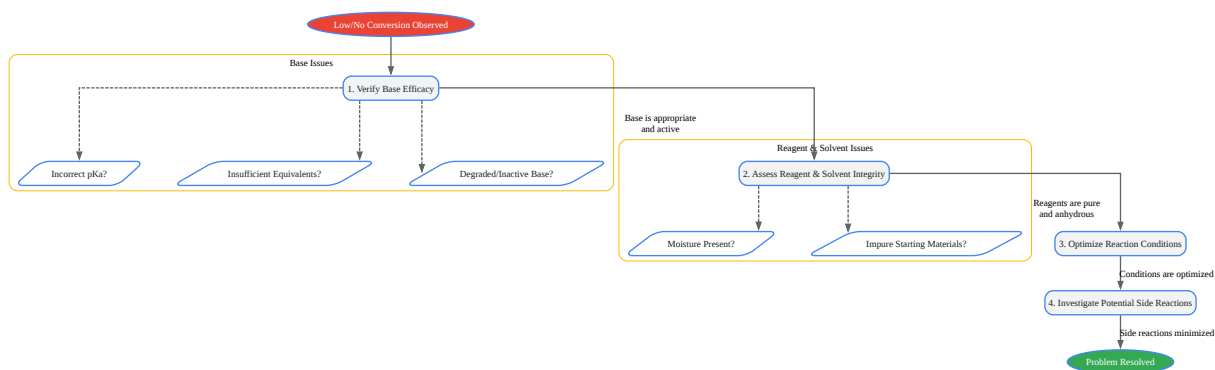 Low/No Conversion Observed
Base Issues
1. Verify Base Efficacy
Base is appropriate
and active
Incorrect pKa?
Insufficient Equivalents?
Degraded/Inactive Base?
Reagent & Solvent Issues
2. Assess Reagent & Solvent Integrity
Reagents are pure
and anhydrous
Moisture Present?
Impure Starting Materials?
3. Optimize Reaction Conditions
Conditions are optimized
4. Investigate Potential Side Reactions
Side reactions minimized
Problem Resolved